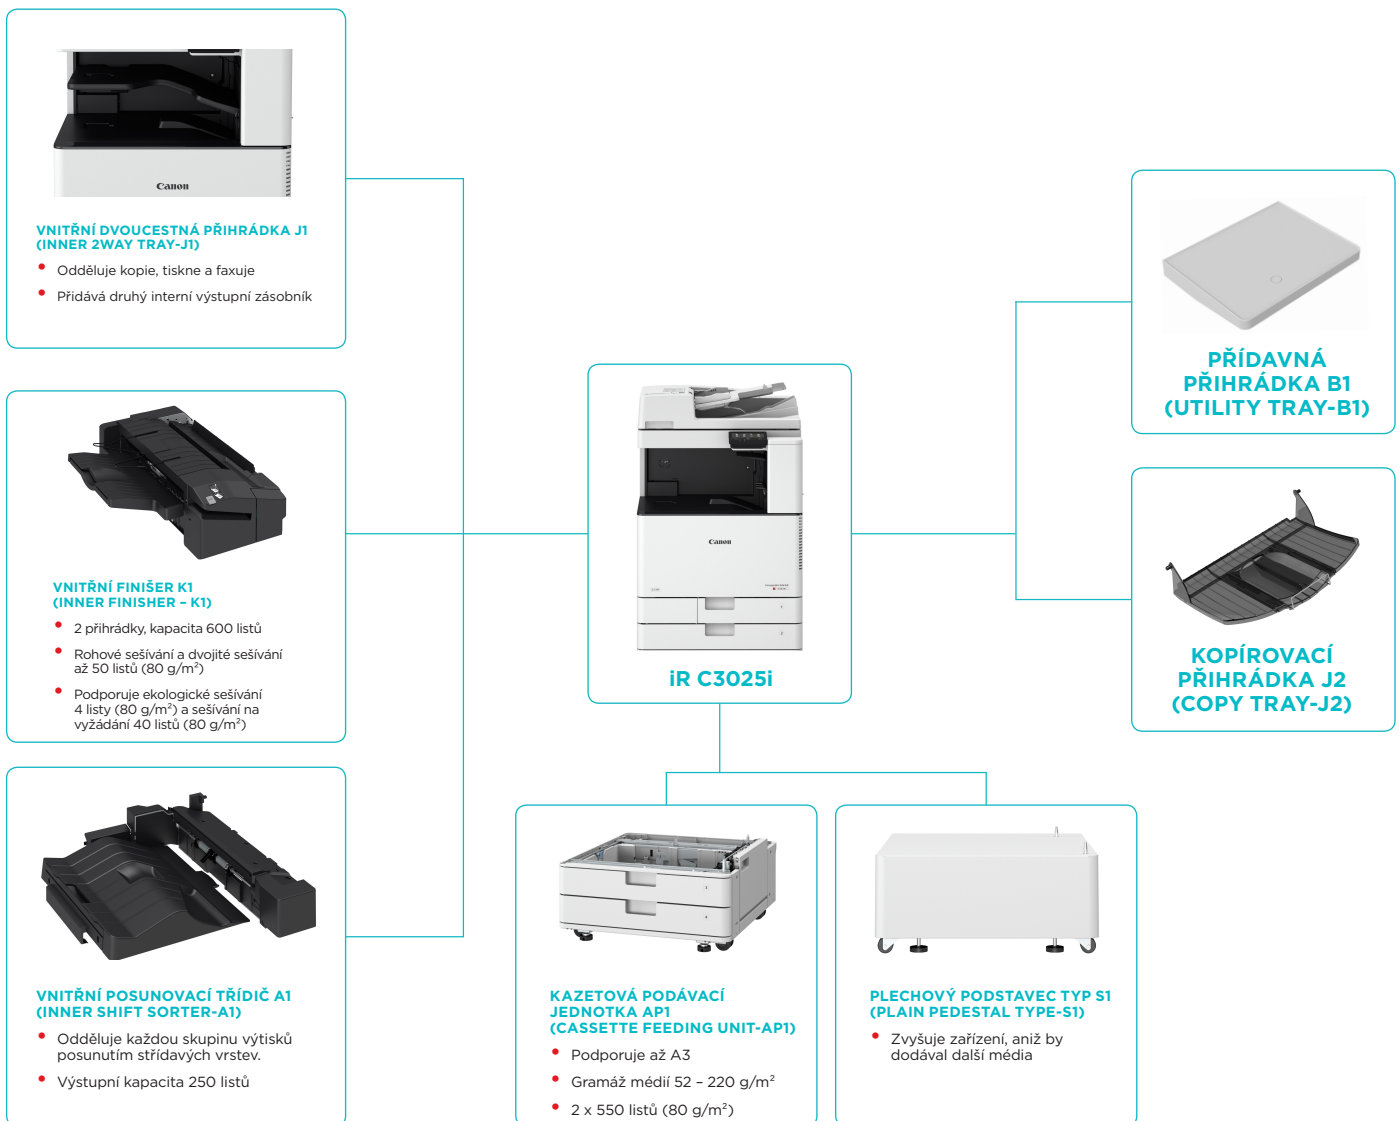 Canon
VNITŘNÍ DVOUCESTNÁ PŘIHRÁDKA J1
(INNER 2WAY TRAY-J1)
• Odděluje kopie, tiskne a faxuje
• Přidává druhý interní výstupní zásobník
VNITŘNÍ FINIŠER K1
(INNER FINISHER – K1)
• 2 přihrádky, kapacita 600 listů
• Rohové sešívání a dvojité sešívání
až 50 listů (80 g/m²)
• Podporuje ekologické sešívání
4 listy (80 g/m²) a sešívání na
vyžádání 40 listů (80 g/m²)
VNITŘNÍ POSUNOVACÍ TŘÍDIČ A1
(INNER SHIFT SORTER-A1)
• Odděluje každou skupinu výtisků
posunutím střídavých vrstev.
• Výstupní kapacita 250 listů
Canon
iR C3025i
KAZETOVÁ PODÁVACÍ
JEDNOTKA AP1
(CASSETTE FEEDING UNIT-AP1)
• Podporuje až A3
• Gramáž médií 52 – 220 g/m²
• 2 x 550 listů (80 g/m²)
PLECHOVÝ PODSTAVEC TYP S1
(PLAIN PEDESTAL TYPE-S1)
• Zvyšuje zařízení, aniž by
dodával další média
PŘÍDAVNÁ
PŘIHRÁDKA B1
(UTILITY TRAY-B1)
KOPÍROVACÍ
PŘIHRÁDKA J2
(COPY TRAY-J2)